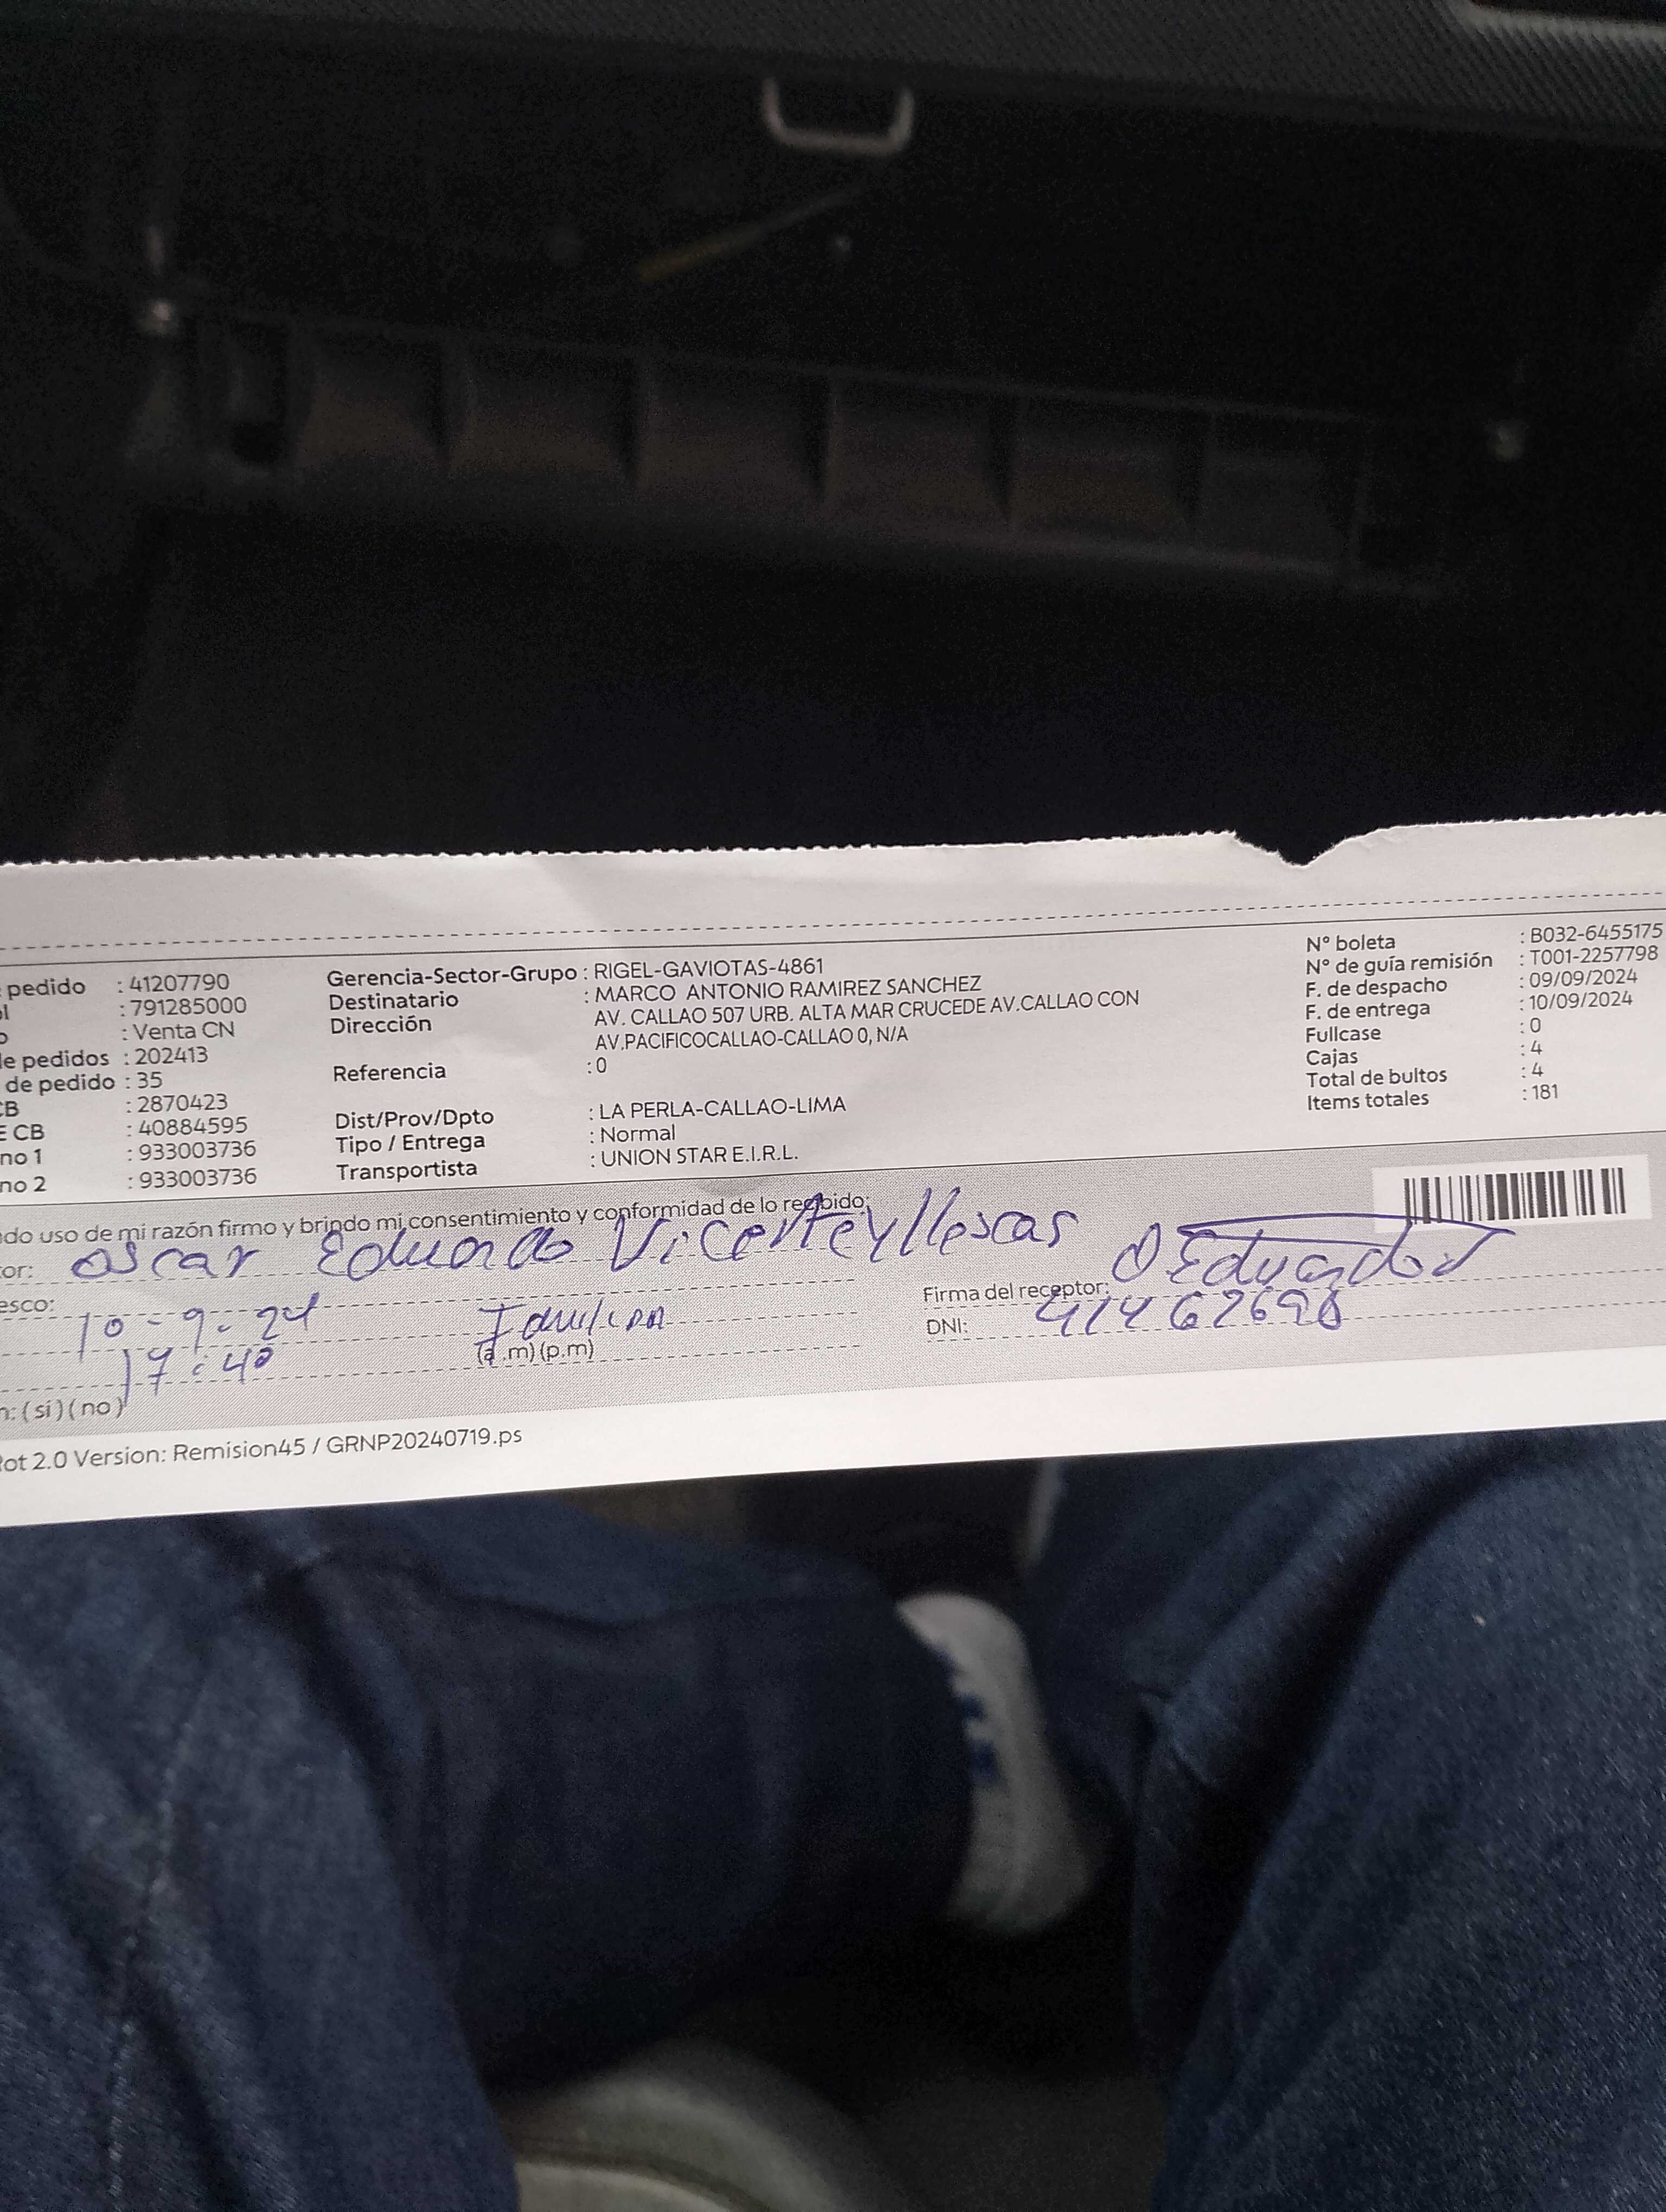 pedido : 41207790
: 791285000
: Venta CN
de pedidos : 202413
de pedido : 35
CB : 2870423
E CB : 40884595
no 1 : 933003736
no 2 : 933003736
Gerencia-Sector-Grupo : RIGEL-GAVIOTAS-4861
Destinatario : MARCO ANTONIO RAMIREZ SANCHEZ
Dirección AV. CALLAO 507 URB. ALTA MAR CRUCEDE AV.CALLAO CON
AV.PACIFICOCALLAO-CALLAO 0, N/A
Referencia : 0
Dist/Prov/Dpto : LA PERLA-CALLAO-LIMA
Tipo / Entrega : Normal
Transportista : UNION STAR E.I.R.L.
N° boleta : B032-6455175
N° de guía remisión : T001-2257798
F. de despacho : 09/09/2024
F. de entrega : 10/09/2024
Fullcase : 0
Cajas : 4
Total de bultos : 4
Items totales : 181
ndo uso de mi razón firmo y brindo mi consentimiento y conformidad de lo recibido:
tor: Oscar Eduardo Vicente Yllescas
esco:
10-9-24
17:40
(a .m) (p.m)
Firma del receptor: OEduardo
DNI: 41462698
n: (si) (no)
Rot 2.0 Version: Remision45 / GRNP20240719.ps